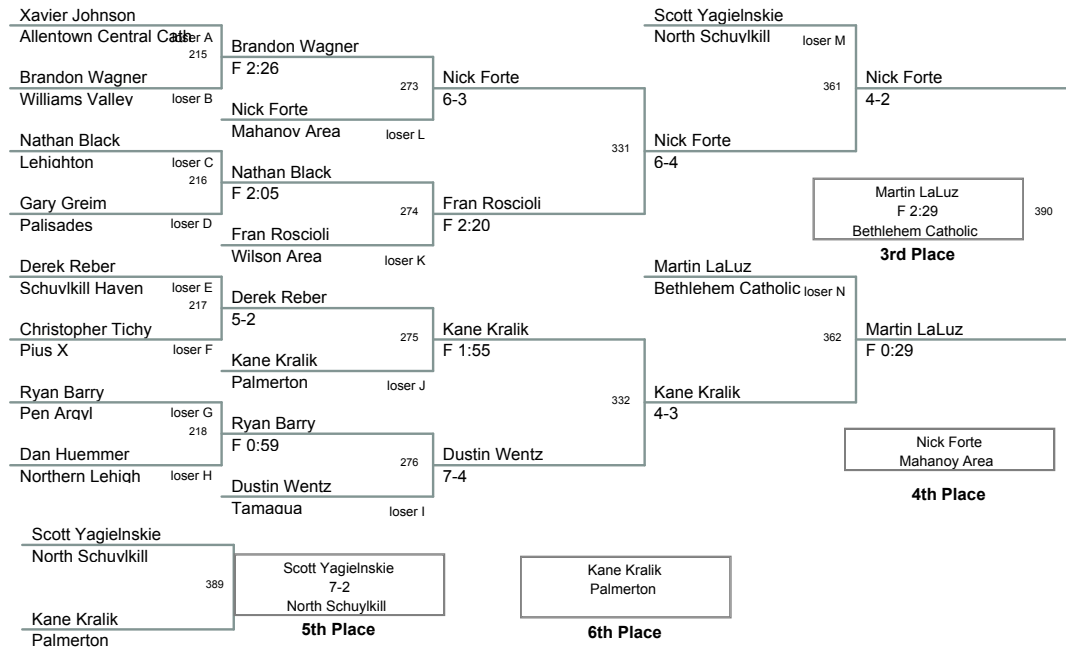 Xavier Johnson
Allentown Central Cath
loser A
215
Brandon Wagner
Williams Valley
loser B
Brandon Wagner
F 2:26
273
Nick Forte
Mahanoy Area
loser L
Nathan Black
Lehighton
loser C
216
Gary Greim
Palisades
loser D
Nathan Black
F 2:05
274
Fran Roscioli
Wilson Area
loser K
Derek Reber
Schuylkill Haven
loser E
217
Christopher Tichy
Pius X
loser F
Derek Reber
5-2
275
Kane Kralik
Palmerton
loser J
Ryan Barry
Pen Argyl
loser G
218
Dan Huemmer
Northern Lehigh
loser H
Ryan Barry
F 0:59
276
Dustin Wentz
Tamaqua
loser I
Nick Forte
6-3
331
Fran Roscioli
F 2:20
Kane Kralik
F 1:55
332
Dustin Wentz
7-4
Scott Yagielnskie
North Schuylkill
loser M
361
Nick Forte
6-4
Nick Forte
4-2
Martin LaLuz
F 2:29
Bethlehem Catholic
390
3rd Place
Martin LaLuz
Bethlehem Catholic
loser N
362
Kane Kralik
4-3
Martin LaLuz
F 0:29
Nick Forte
Mahanoy Area
4th Place
Scott Yagielnskie
North Schuylkill
389
Kane Kralik
Palmerton
Scott Yagielnskie
7-2
North Schuylkill
5th Place
Kane Kralik
Palmerton
6th Place